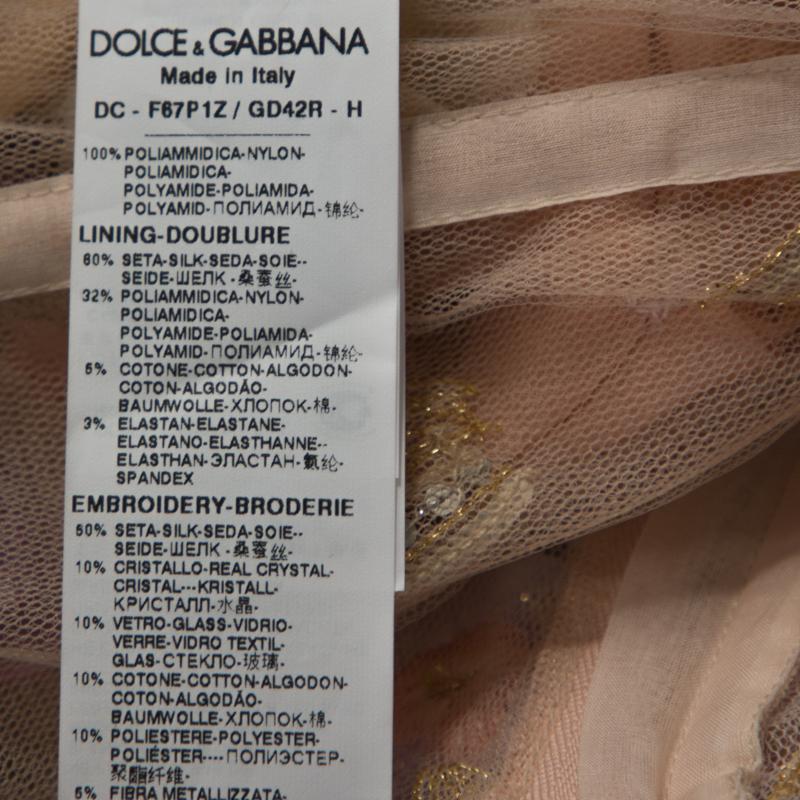 DOLCE & GABBANA
Made in Italy
DC - F67P1Z / GD42R - H
100% POLIAMMIDICA-NYLON-
POLIAMIDICA-
POLYAMIDE-POLIAMIDA-
POLYAMID-ПОЛИАМИД-锦纶-
LINING-DOUBLURE
60% SETA-SILK-SEDA-SOIE--
SEIDE-ШЕЛК -桑蚕丝-
32% POLIAMMIDICA-NYLON-
POLIAMIDICA-
POLYAMIDE-POLIAMIDA-
POLYAMID-ПОЛИАМИД-锦纶-
5% COTONE-COTTON-ALGODON-
COTON-ALGODÃO-
BAUMWOLLE-ХЛОПОК-棉-
3% ELASTAN-ELASTANE-
ELASTANO-ELASTHANNE--
ELASTHAN-ЭЛАСТАН-氨纶-
SPANDEX
EMBROIDERY-BRODERIE
50% SETA-SILK-SEDA-SOIE--
SEIDE-ШЕЛК -桑蚕丝-
10% CRISTALLO-REAL CRYSTAL-
CRISTAL---KRISTALL-
КРИСТАЛЛ-水晶-
10% VETRO-GLASS-VIDRIO-
VERRE-VIDRO TEXTIL-
GLAS-СТЕКЛО-玻璃-
10% COTONE-COTTON-ALGODON-
COTON-ALGODÃO-
BAUMWOLLE-ХЛОПОК-棉-
10% POLIESTERE-POLYESTER-
POLIÉSTER----ПОЛИЭСТЕР-
聚酯纤维-
5% FIBRA METALLIZZATA-